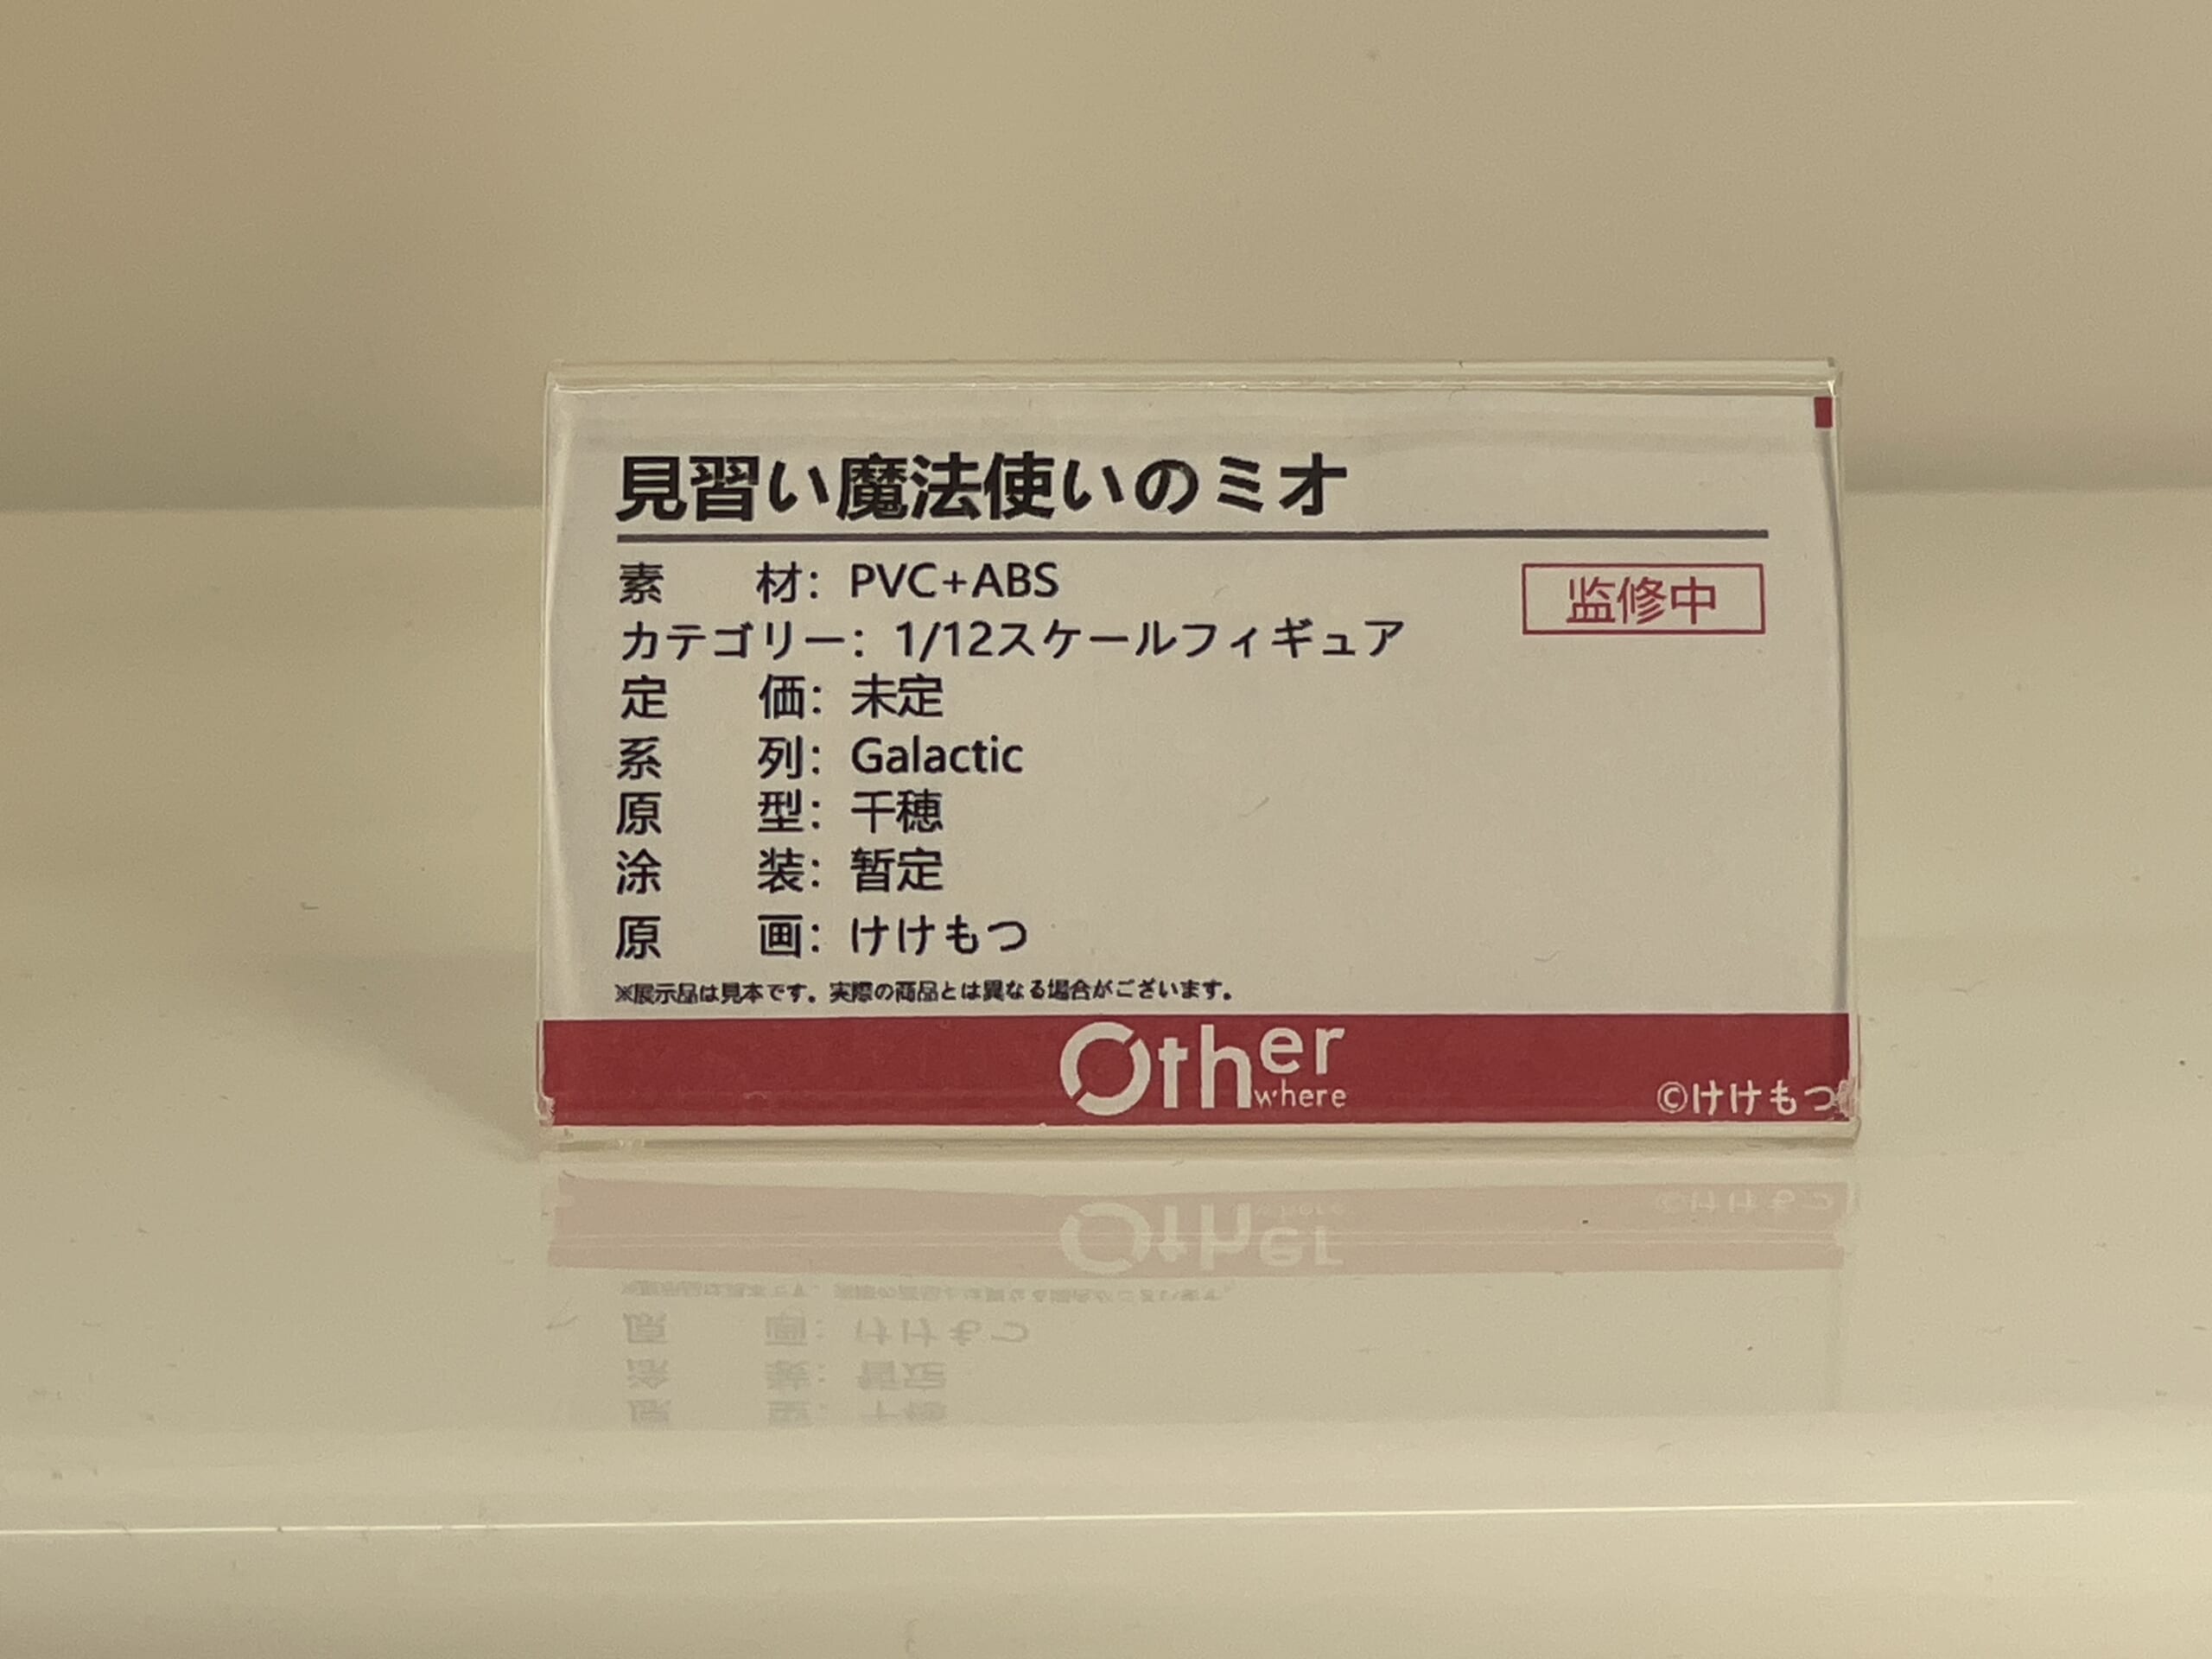 見習い魔法使いのミオ
素 材: PVC+ABS
监修中
カテゴリー: 1/12スケールフィギュア
定 価: 未定
系 列: Galactic
原 型: 千穂
涂 装: 暂定
原 画: けけもつ
※展示品は見本です。実際の商品とは異なる場合がございます。
Other
where
©けけもつ